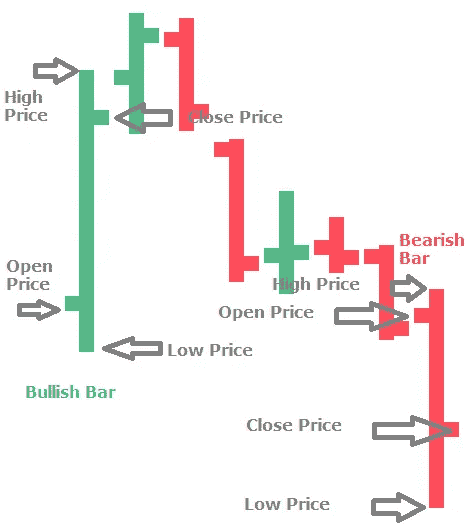 High
Price
Close Price
Bearish
Bar
Open
Price
High Price
Open Price
Low Price
Bullish Bar
Close Price
Low Price